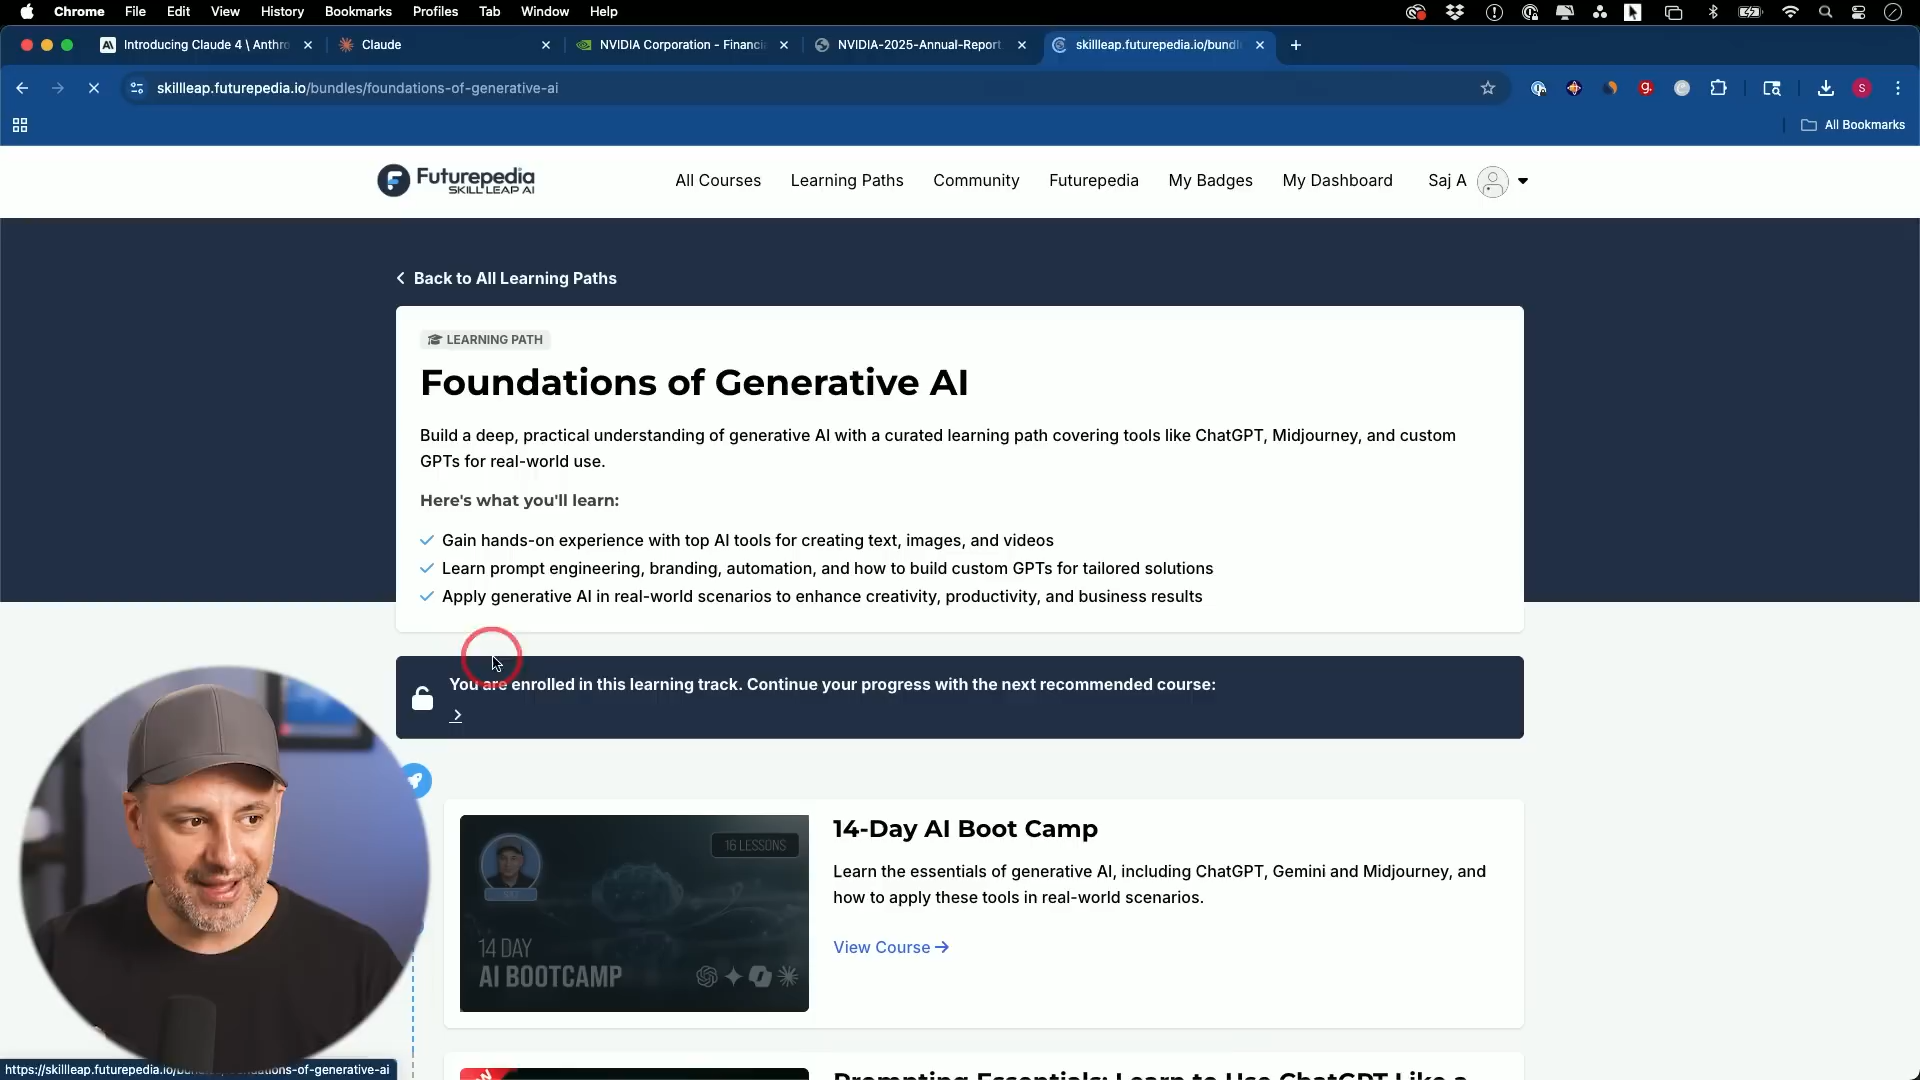 Chrome File Edit View History Bookmarks Profiles Tab Window Help
Introducing Claude 4 \ Anthro
Claude
NVIDIA Corporation - Financi
NVIDIA-2025-Annual-Report
skillleap.futurepedia.io/bundl
skillleap.futurepedia.io/bundles/foundations-of-generative-ai
g.
S
All Bookmarks
Futurepedia
SKILL LEAP AI
All Courses Learning Paths Community Futurepedia My Badges My Dashboard Saj A
Back to All Learning Paths
LEARNING PATH
Foundations of Generative AI
Build a deep, practical understanding of generative AI with a curated learning path covering tools like ChatGPT, Midjourney, and custom
GPTs for real-world use.
Here's what you'll learn:
Gain hands-on experience with top AI tools for creating text, images, and videos
Learn prompt engineering, branding, automation, and how to build custom GPTs for tailored solutions
Apply generative AI in real-world scenarios to enhance creativity, productivity, and business results
You are enrolled in this learning track. Continue your progress with the next recommended course:
16 LESSONS
14 DAY
AI BOOTCAMP
14-Day AI Boot Camp
Learn the essentials of generative AI, including ChatGPT, Gemini and Midjourney, and
how to apply these tools in real-world scenarios.
View Course
Prompting Essentials: Learn to Use ChatGPT Like a